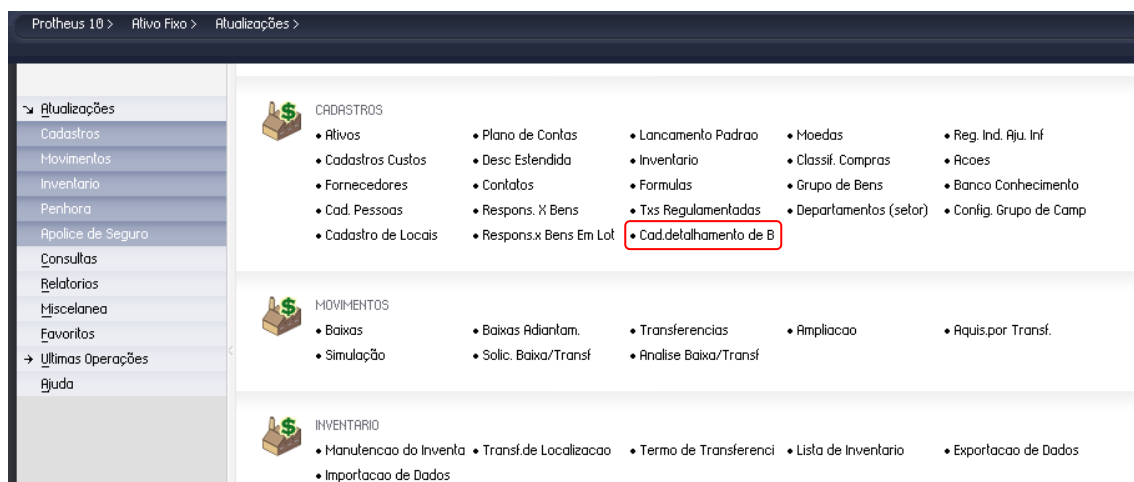 Protheus 10 > Ativo Fixo > Atualizações >
Atualizações
Cadastros
Movimentos
Inventario
Penhora
Apolice de Seguro
Consultas
Relatorios
Miscelanea
Favoritos
Ultimas Operações
Ajuda
CADASTROS
• Ativos • Plano de Contas • Lancamento Padrao • Moedas • Reg. Ind. Aju. Inf
• Cadastros Custos • Desc Estendida • Inventario • Classif. Compras • Acoes
• Fornecedores • Contatos • Formulas • Grupo de Bens • Banco Conhecimento
• Cad. Pessoas • Respons. X Bens • Txs Regulamentadas • Departamentos (setor) • Config. Grupo de Camp
• Cadastro de Locais • Respons.x Bens Em Lot • Cad.detalhamento de B
MOVIMENTOS
• Baixas • Baixas Adiantam. • Transferencias • Ampliacao • Aquis.por Transf.
• Simulação • Solic. Baixa/Transf • Analise Baixa/Transf
INVENTARIO
• Manutencao do Inventa • Transf.de Localizacao • Termo de Transferenci • Lista de Inventario • Exportacao de Dados
• Importacao de Dados